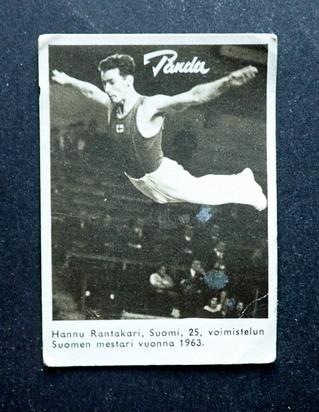 Panda
Hannu Rantakari, Suomi, 25, voimistelun
Suomen mestari vuonna 1963.